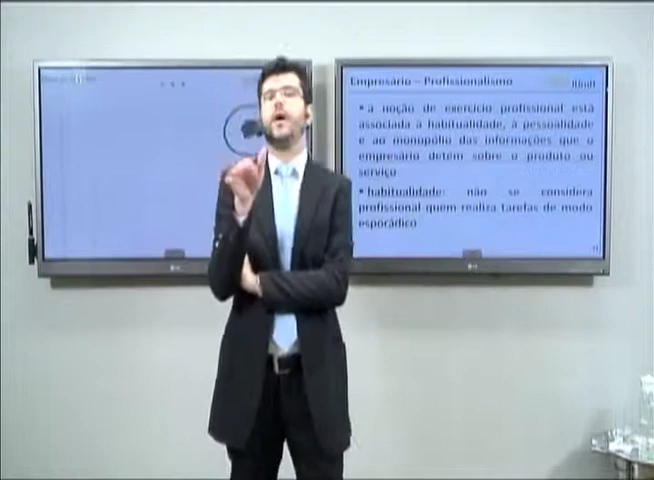 Empresário – Profissionalismo
• a noção de exercício profissional está
associada à habitualidade, à pessoalidade
e ao monopólio das informações que o
empresário detém sobre o produto ou
serviço
• habitualidade: não se considera
profissional quem realiza tarefas de modo
esporádico